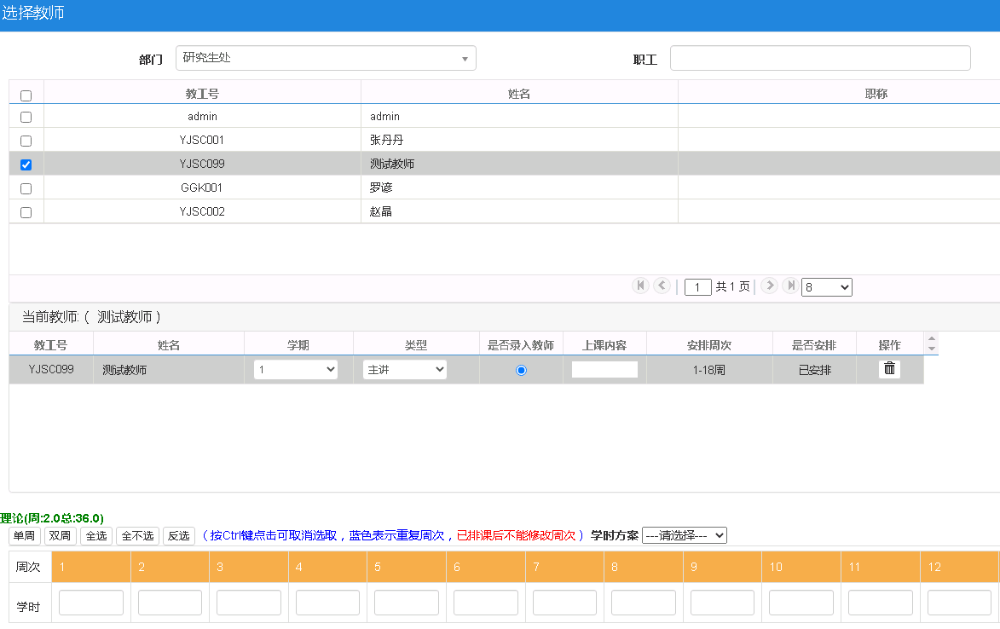 选择教师
部门 研究生处 职工
教工号 姓名 职称
admin admin
YJSC001 张丹丹
YJSC099 测试教师
GGK001 罗谚
YJSC002 赵晶
1 共 1 页 8
当前教师: ( 测试教师 )
教工号 姓名 学期 类型 是否录入教师 上课内容 安排周次 是否安排 操作
YJSC099 测试教师 1 主讲 1-18周 已安排
理论(周:2.0总:36.0)
单周 双周 全选 全不选 反选 （按Ctrl键点击可取消选取，蓝色表示重复周次，已排课后不能修改周次） 学时方案 ---请选择---
周次 1 2 3 4 5 6 7 8 9 10 11 12
学时